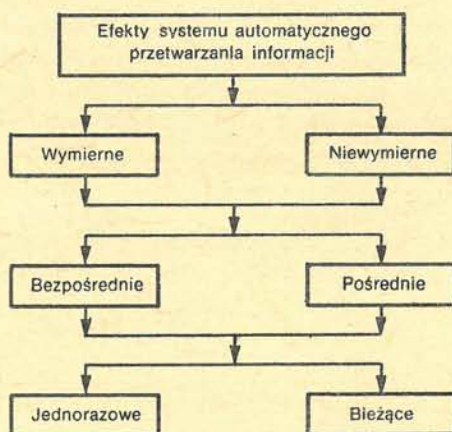 Efekty systemu automatycznego
przetwarzania informacji
Wymierne
Niewymierne
Bezpośrednie
Pośrednie
Jednorazowe
Bieżące